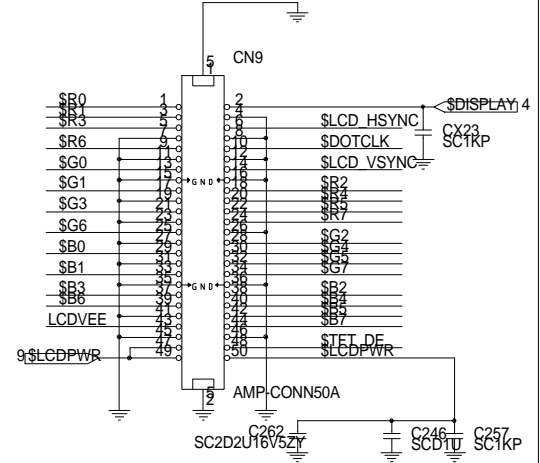 5
1
CN9
$R0 1 2 $DISPLAY 4
$R1 3 4
$R3 5 6 $LCD_HSYNC
7 8 CX23
$R6 9 10 $DOTCLK SC1KP
11 12
$G0 13 14 $LCD_VSYNC
15 16
$G1 17 GND 18 $R2
19 20 $R4
$G3 21 22 $R5
23 24 $R7
$G6 25 26
27 28 $G2
$B0 29 30 $G4
31 32 $G5
$B1 33 34 $G7
35 36
$B3 37 GND 38 $B2
$B6 39 40 $B4
41 42 $B5
LCDVEE 43 44 $B7
45 46
47 48 $TFT_DE
9 $LCDPWR 49 50 $LCDPWR
52
AMP-CONN50A
C262 C246 C257
SC2D2U16V5ZY SCD1U SC1KP